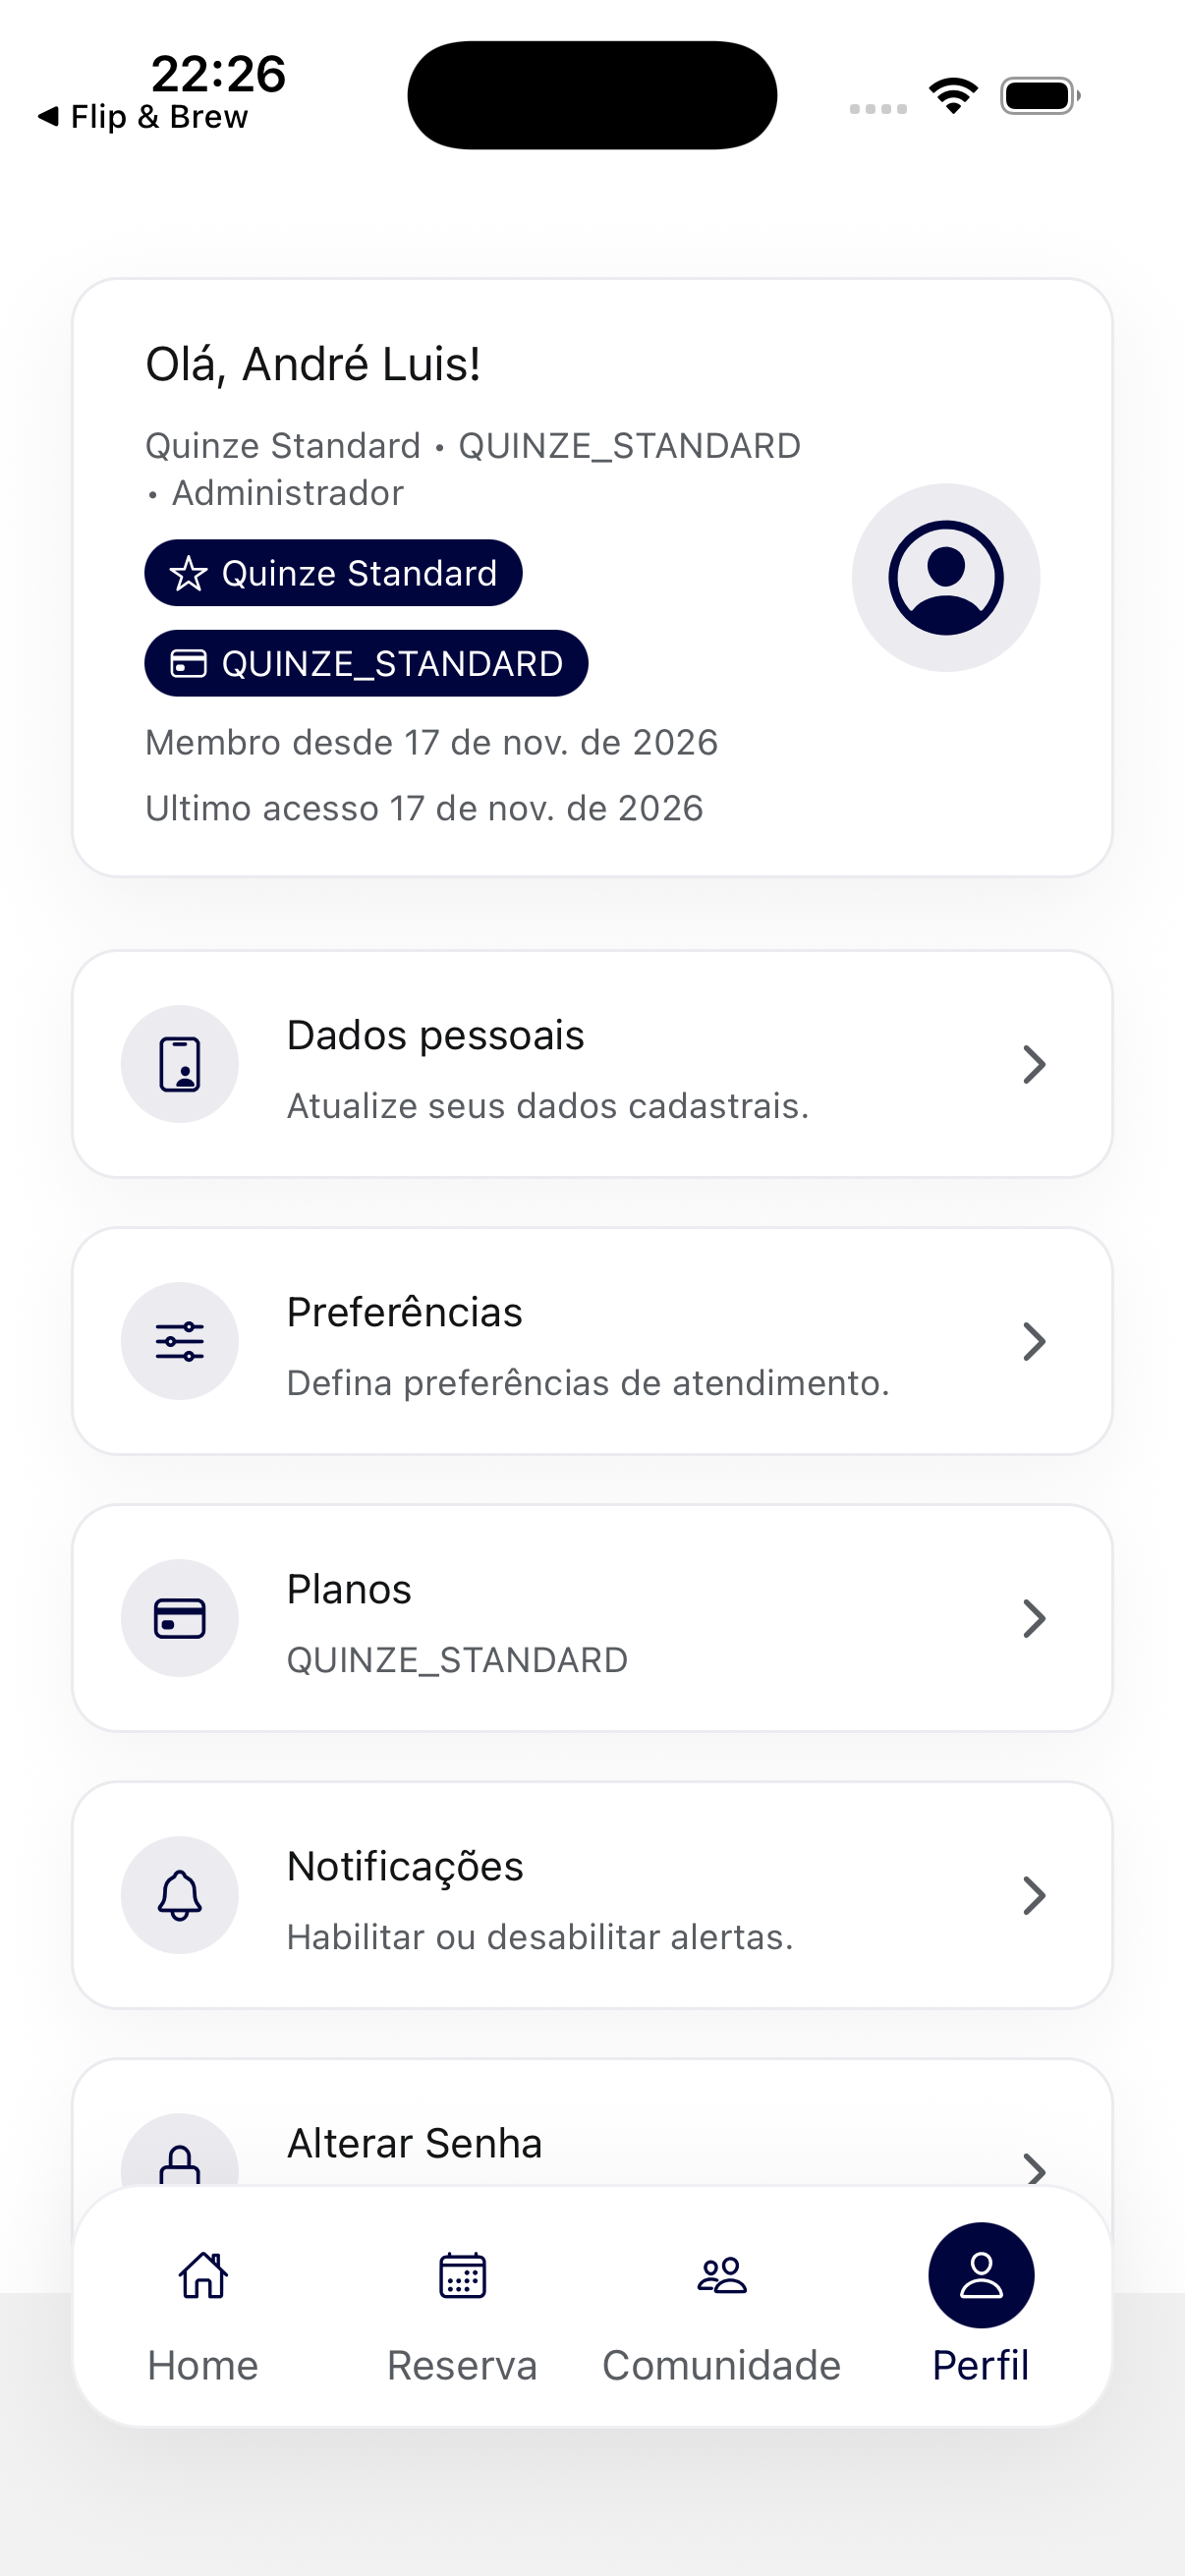 22:26
◀ Flip & Brew
Olá, André Luis!
Quinze Standard • QUINZE_STANDARD
• Administrador
Quinze Standard
QUINZE_STANDARD
Membro desde 17 de nov. de 2026
Ultimo acesso 17 de nov. de 2026
Dados pessoais
Atualize seus dados cadastrais.
Preferências
Defina preferências de atendimento.
Planos
QUINZE_STANDARD
Notificações
Habilitar ou desabilitar alertas.
Alterar Senha
Home Reserva Comunidade Perfil